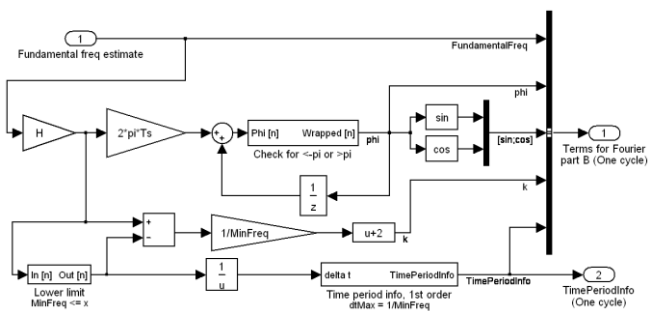 1
Fundamental freq estimate
FundamentalFreq
phi
H
2*pi*Ts
+
+
Phi [n] Wrapped [n]
phi
Check for <-pi or >pi
sin
cos
[sin;cos]
1
Terms for Fourier
part B (One cycle)
1
z
k
+
−
1/MinFreq
u+2
k
In [n] Out [n]
Lower limit
MinFreq <= x
1
u
delta t TimePeriodInfo
TimePeriodInfo
Time period info, 1st order
dtMax = 1/MinFreq
2
TimePeriodInfo
(One cycle)